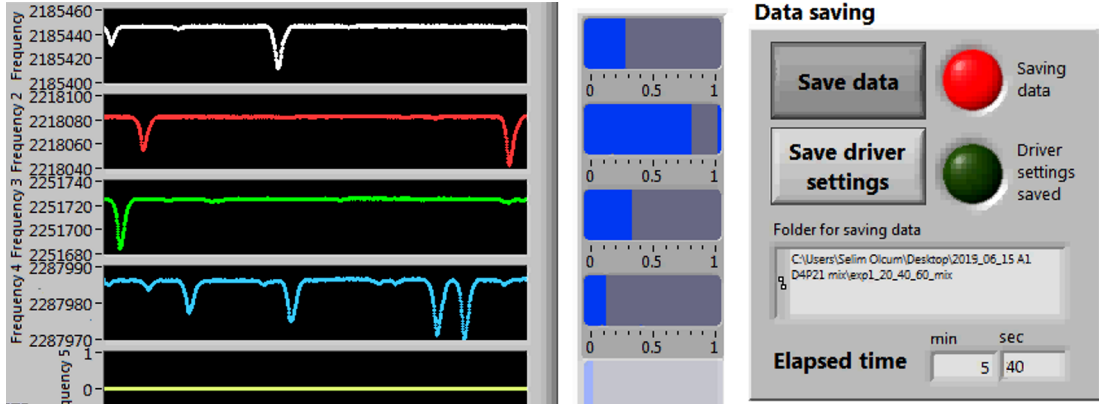 Frequency
2185460
2185440
2185420
2185400
Frequency 2
2218100
2218080
2218060
2218040
Frequency 3
2251740
2251720
2251700
2251680
Frequency 4
2287990
2287980
2287970
1
0
0 0.5 1
0 0.5 1
0 0.5 1
0 0.5 1
Data saving
Save data
Saving
data
Save driver
settings
Driver
settings
saved
Folder for saving data
C:\Users\Selim Olcum\Desktop\2019_06_15 A1
D4P21 mix\exp1_20_40_60_mix
min sec
Elapsed time 5 40